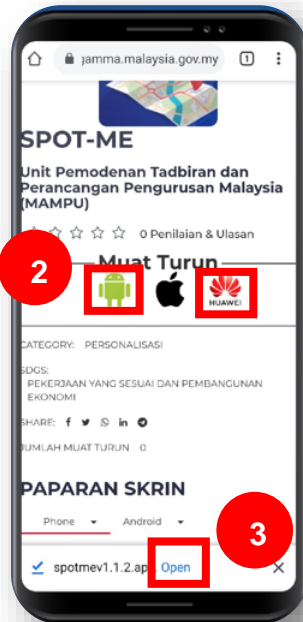 gamma.malaysia.gov.my 1
SPOT-ME
Unit Pemodenan Tadbiran dan
Perancangan Pengurusan Malaysia
(MAMPU)
0 Penilaian & Ulasan
2
Muat Turun
HUAWEI
CATEGORY: PERSONALISASI
SDGS:
PEKERJAAN YANG SESUAI DAN PEMBANGUNAN
EKONOMI
SHARE:
JUMLAH MUAT TURUN 0
PAPARAN SKRIN
Phone Android
3
spotmev1.1.2.ap.. Open